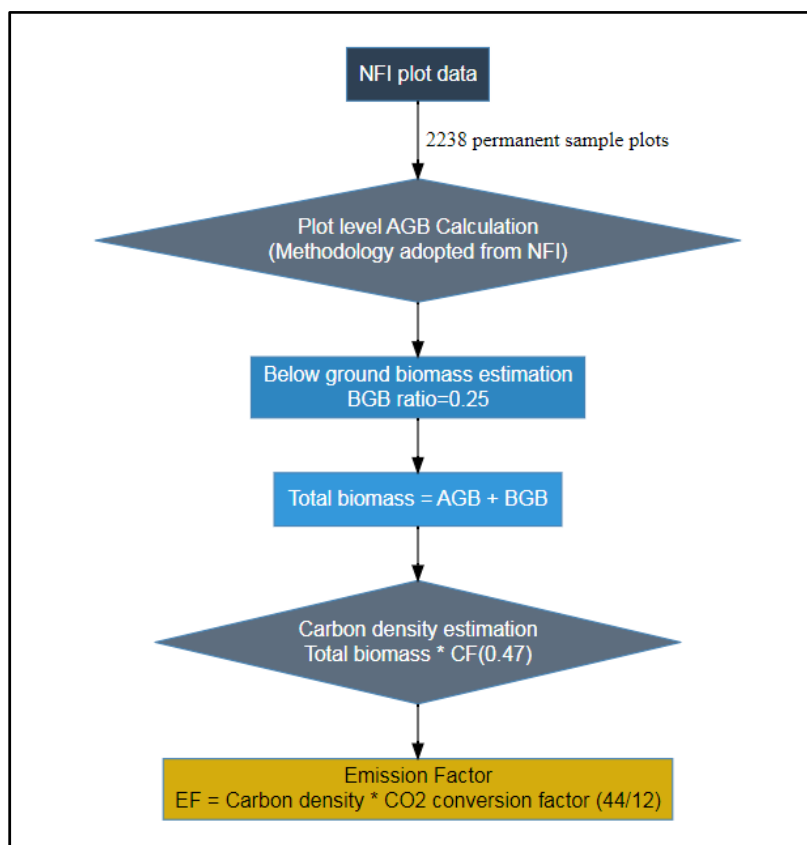 NFI plot data
2238 permanent sample plots
Plot level AGB Calculation
(Methodology adopted from NFI)
Below ground biomass estimation
BGB ratio=0.25
Total biomass = AGB + BGB
Carbon density estimation
Total biomass * CF(0.47)
Emission Factor
EF = Carbon density * CO2 conversion factor (44/12)